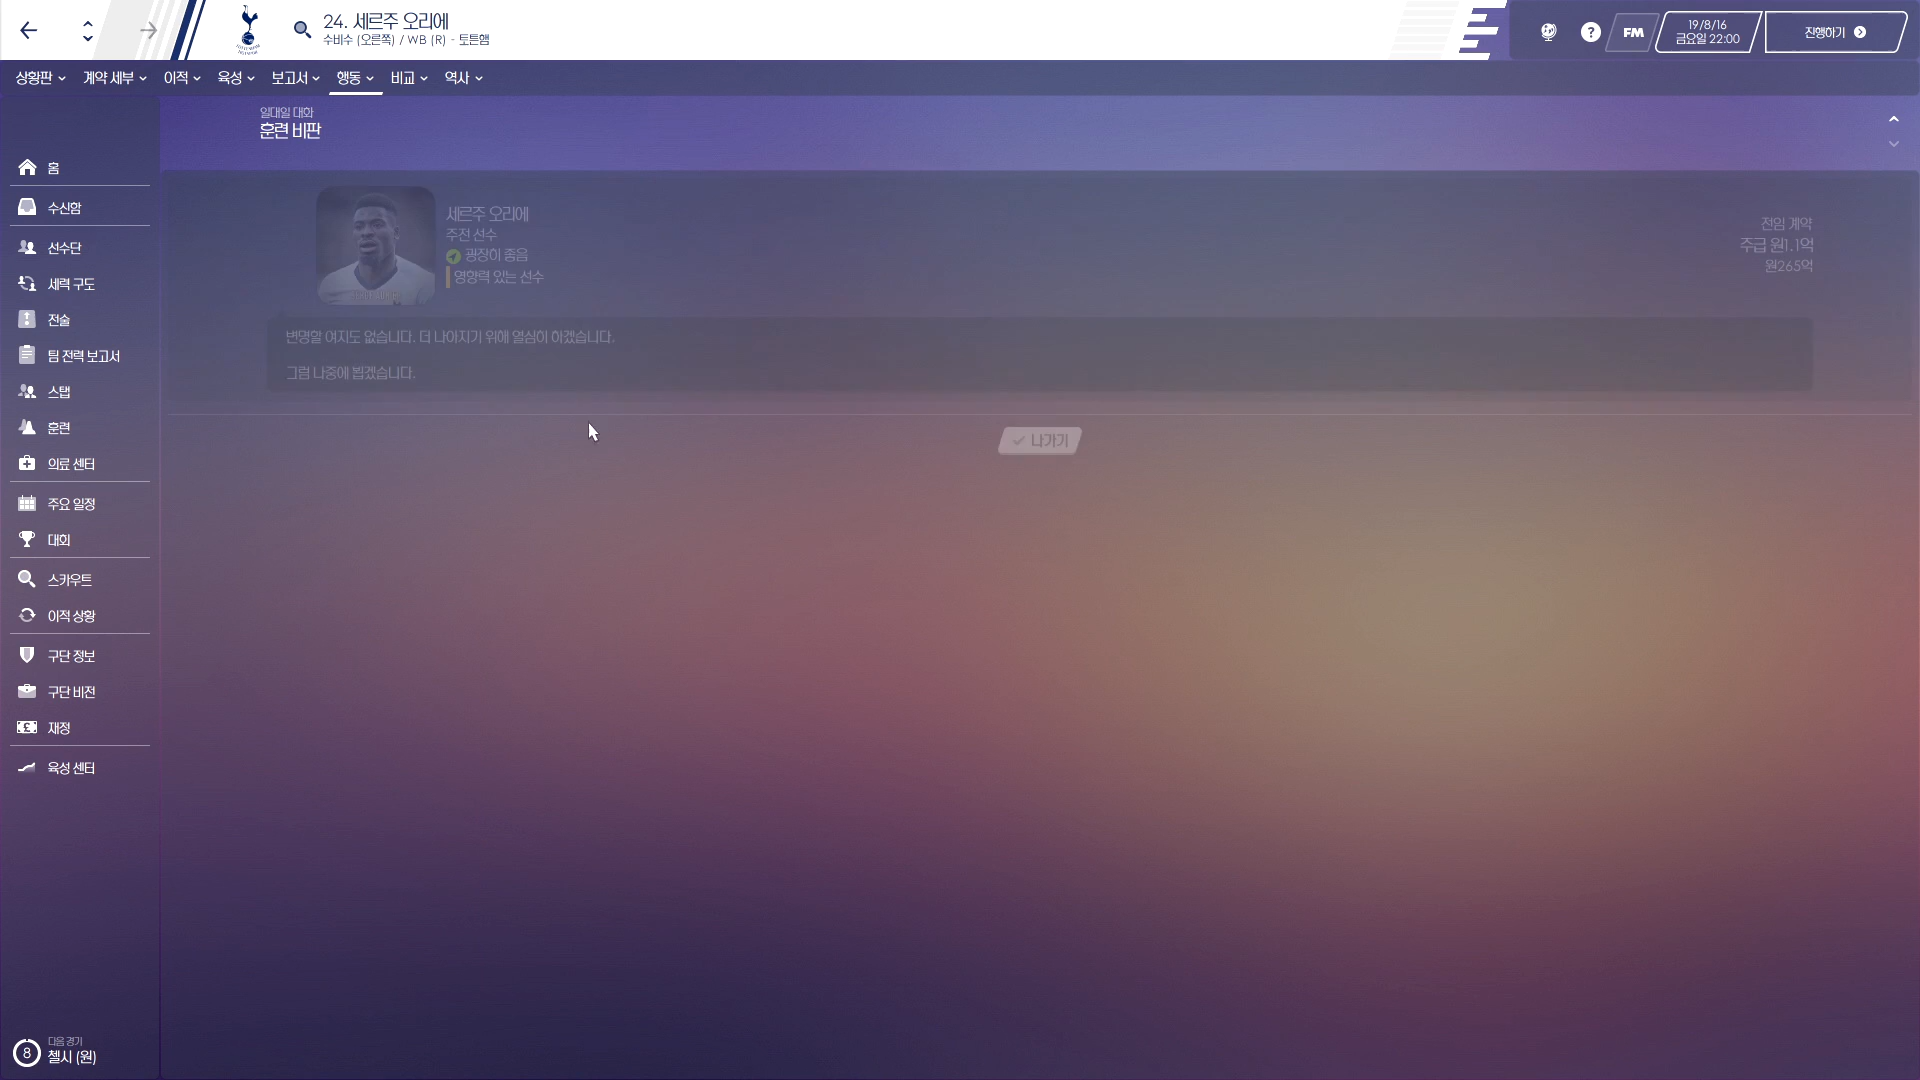 24. 세르주 오리에
수비수 (오른쪽) / WB (R) - 토튼햄
FM
19/8/16
금요일 22:00
진행하기
상황판
계약 세부
이적
육성
보고서
행동
비교
역사
일대일 대화
훈련 비판
홈
수신함
선수단
세력 구도
전술
팀 전력 보고서
스탭
훈련
의료 센터
주요 일정
대회
스카우트
이적 상황
구단 정보
구단 비전
재정
육성 센터
세르주 오리에
주전 선수
굉장히 좋음
영향력 있는 선수
전임 계약
주급 원1.1억
원265억
변명할 여지도 없습니다. 더 나아지기 위해 열심히 하겠습니다.
그럼 나중에 뵙겠습니다.
나가기
8
다음 경기
첼시 (원)